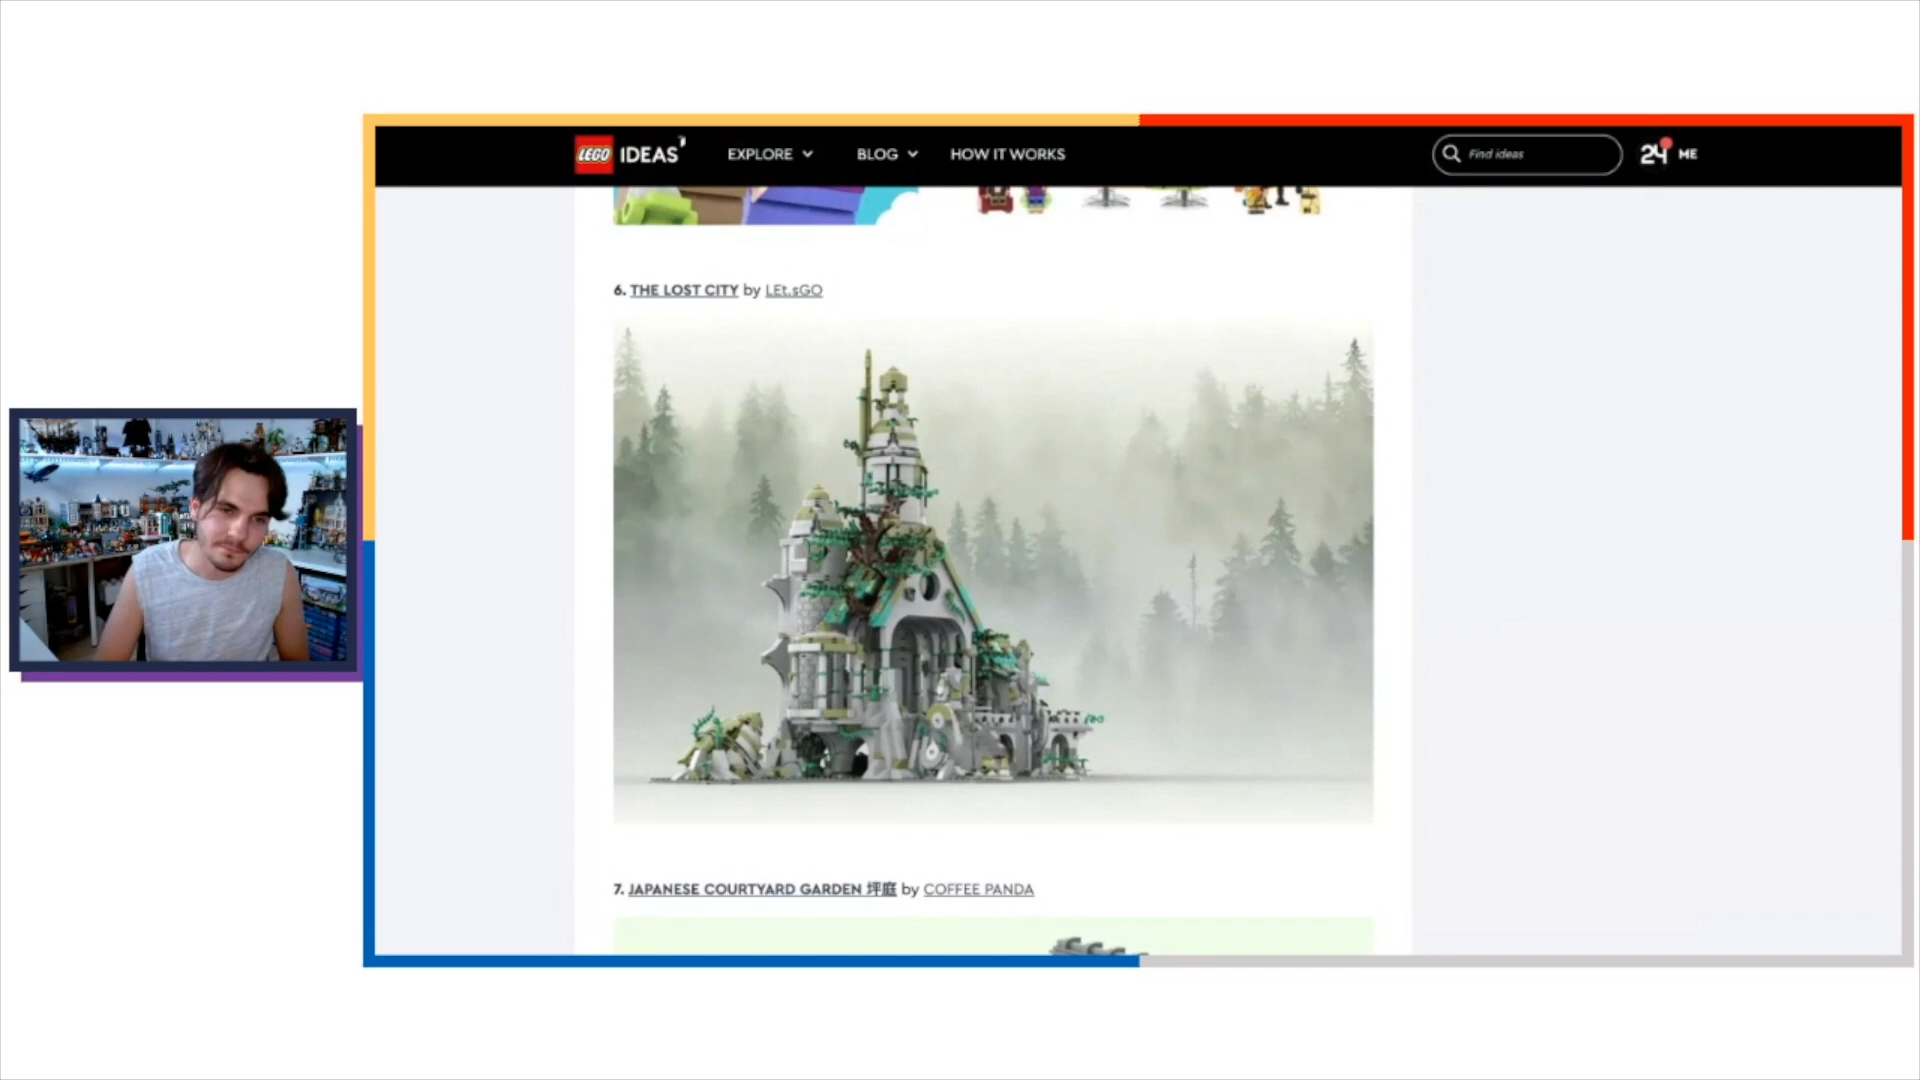 LEGO IDEAS EXPLORE BLOG HOW IT WORKS Find ideas 24 ME
6. THE LOST CITY by LEt.sGO
7. JAPANESE COURTYARD GARDEN 坪庭 by COFFEE PANDA